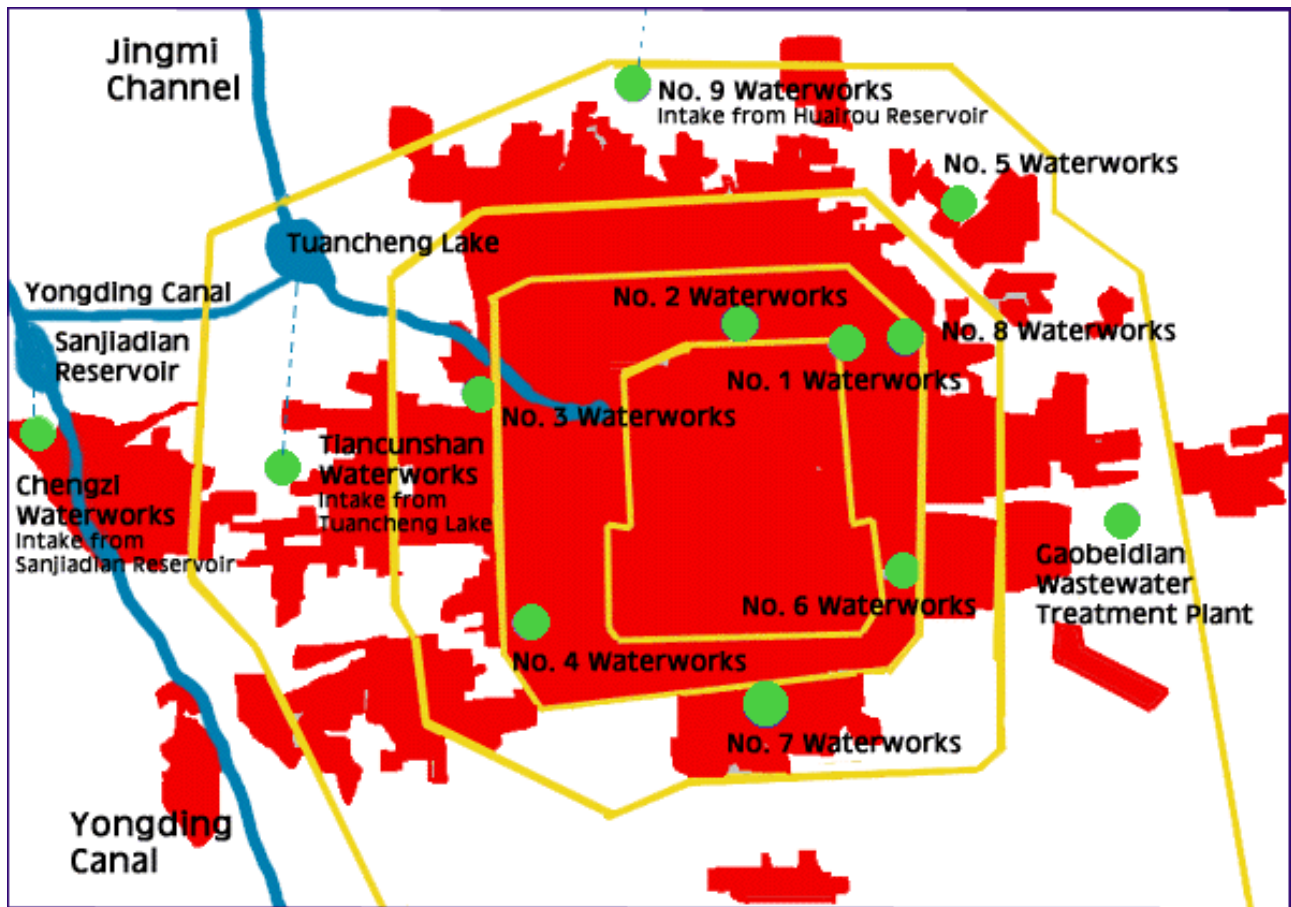 Jingmi
Channel
No. 9 Waterworks
Intake from Huairou Reservoir
No. 5 Waterworks
Tuancheng Lake
Yongding Canal
No. 2 Waterworks
No. 8 Waterworks
Sanjiadian
Reservoir
No. 1 Waterworks
No. 3 Waterworks
Tiancunshan
Waterworks
Intake from
Tuancheng Lake
Chengzi
Waterworks
Intake from
Sanjiadian Reservoir
Gaobeidian
Wastewater
Treatment Plant
No. 6 Waterworks
No. 4 Waterworks
No. 7 Waterworks
Yongding
Canal